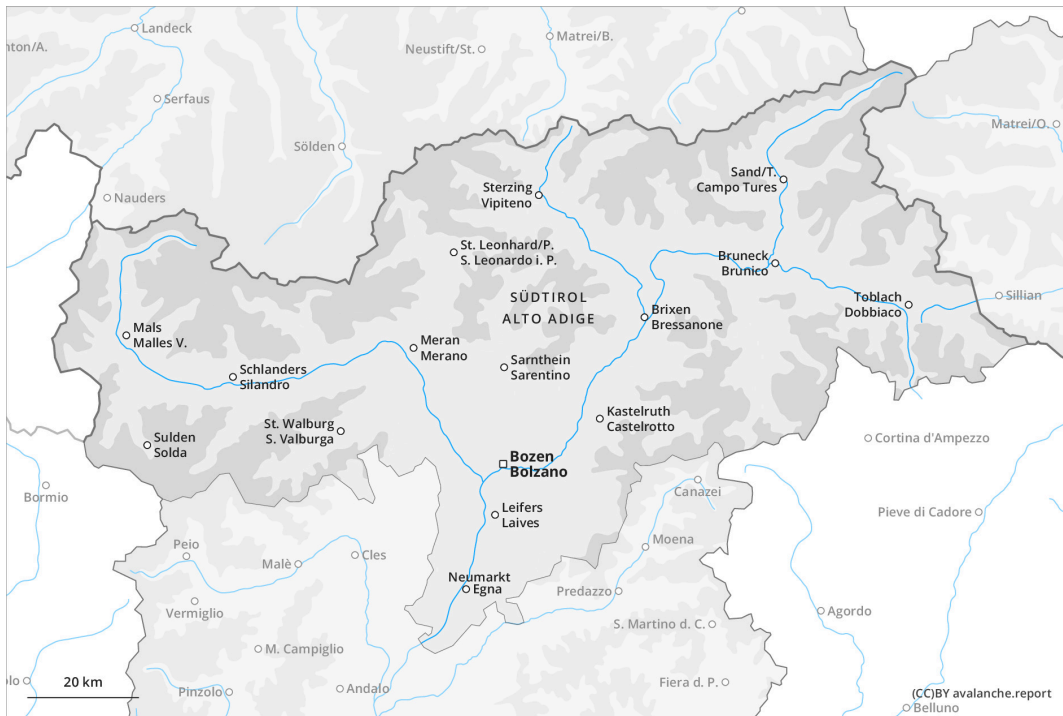 Landeck
nton/A.
Neustift/St.
Matrei/B.
Serfaus
Matrei/O.
Sölden
Nauders
Sand/T.
Campo Tures
Sterzing
Vipiteno
St. Leonhard/P.
S. Leonardo i. P.
Bruneck
Brunico
SÜDTIROL
ALTO ADIGE
Toblach
Dobbiaco
Sillian
Brixen
Bressanone
Mals
Malles V.
Meran
Merano
Schlanders
Silandro
Sarnthein
Sarentino
Kastelruth
Castelrotto
St. Walburg
S. Valburga
Sulden
Solda
Cortina d'Ampezzo
Bozen
Bolzano
Bormio
Canazei
Leifers
Laives
Pieve di Cadore
Moena
Peio
Malè
Cles
Neumarkt
Egna
Predazzo
Vermiglio
Agordo
S. Martino d. C.
M. Campiglio
olo
20 km
Pinzolo
Andalo
Fiera d. P.
(CC)BY avalanche.report
Belluno